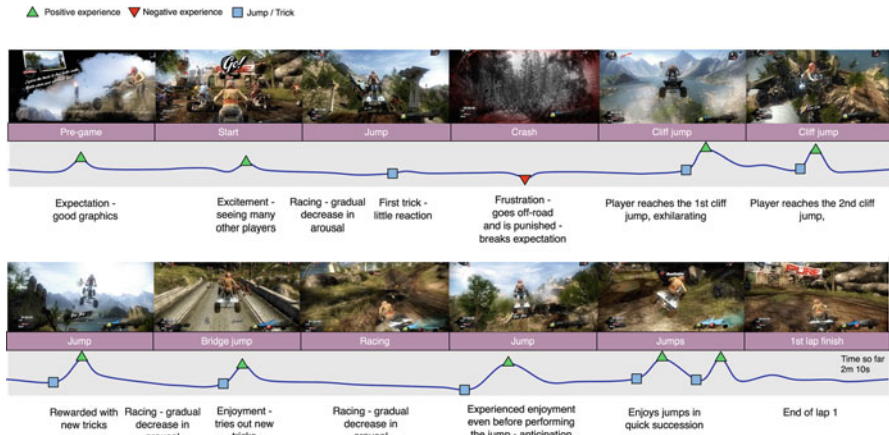 Positive experience Negative experience Jump / Trick
Go!
Pre-game Start Jump Crash Cliff jump Cliff jump
Expectation -
good graphics
Excitement -
seeing many
other players
Racing - gradual
decrease in
arousal
First trick -
little reaction
Frustration -
goes off-road
and is punished -
breaks expectation
Player reaches the 1st cliff
jump, exhilarating
Player reaches the 2nd cliff
jump,
Jump Bridge jump Racing Jump Jumps 1st lap finish
Time so far
2m 10s
Rewarded with
new tricks
Racing - gradual
decrease in
arousal
Enjoyment -
tries out new
tricks
Racing - gradual
decrease in
arousal
Experienced enjoyment
even before performing
the jump - anticipation
Enjoys jumps in
quick succession
End of lap 1